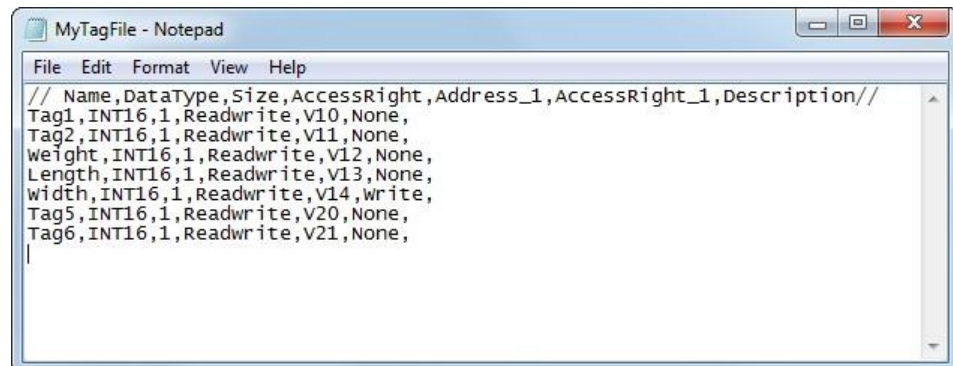 MyTagFile - Notepad
File Edit Format View Help
// Name,DataType,Size,AccessRight,Address_1,AccessRight_1,Description//
Tag1,INT16,1,Readwrite,V10,None,
Tag2,INT16,1,Readwrite,V11,None,
Weight,INT16,1,Readwrite,V12,None,
Length,INT16,1,Readwrite,V13,None,
Width,INT16,1,Readwrite,V14,Write,
Tag5,INT16,1,Readwrite,V20,None,
Tag6,INT16,1,Readwrite,V21,None,